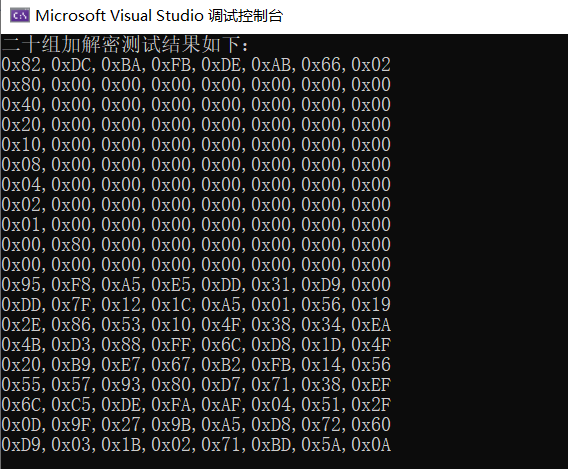 C:\ Microsoft Visual Studio 调试控制台
二十组加解密测试结果如下:
0x82,0xDC,0xBA,0xFB,0xDE,0xAB,0x66,0x02
0x80,0x00,0x00,0x00,0x00,0x00,0x00,0x00
0x40,0x00,0x00,0x00,0x00,0x00,0x00,0x00
0x20,0x00,0x00,0x00,0x00,0x00,0x00,0x00
0x10,0x00,0x00,0x00,0x00,0x00,0x00,0x00
0x08,0x00,0x00,0x00,0x00,0x00,0x00,0x00
0x04,0x00,0x00,0x00,0x00,0x00,0x00,0x00
0x02,0x00,0x00,0x00,0x00,0x00,0x00,0x00
0x01,0x00,0x00,0x00,0x00,0x00,0x00,0x00
0x00,0x80,0x00,0x00,0x00,0x00,0x00,0x00
0x00,0x00,0x00,0x00,0x00,0x00,0x00,0x00
0x95,0xF8,0xA5,0xE5,0xDD,0x31,0xD9,0x00
0xDD,0x7F,0x12,0x1C,0xA5,0x01,0x56,0x19
0x2E,0x86,0x53,0x10,0x4F,0x38,0x34,0xEA
0x4B,0xD3,0x88,0xFF,0x6C,0xD8,0x1D,0x4F
0x20,0xB9,0xE7,0x67,0xB2,0xFB,0x14,0x56
0x55,0x57,0x93,0x80,0xD7,0x71,0x38,0xEF
0x6C,0xC5,0xDE,0xFA,0xAF,0x04,0x51,0x2F
0x0D,0x9F,0x27,0x9B,0xA5,0xD8,0x72,0x60
0xD9,0x03,0x1B,0x02,0x71,0xBD,0x5A,0x0A